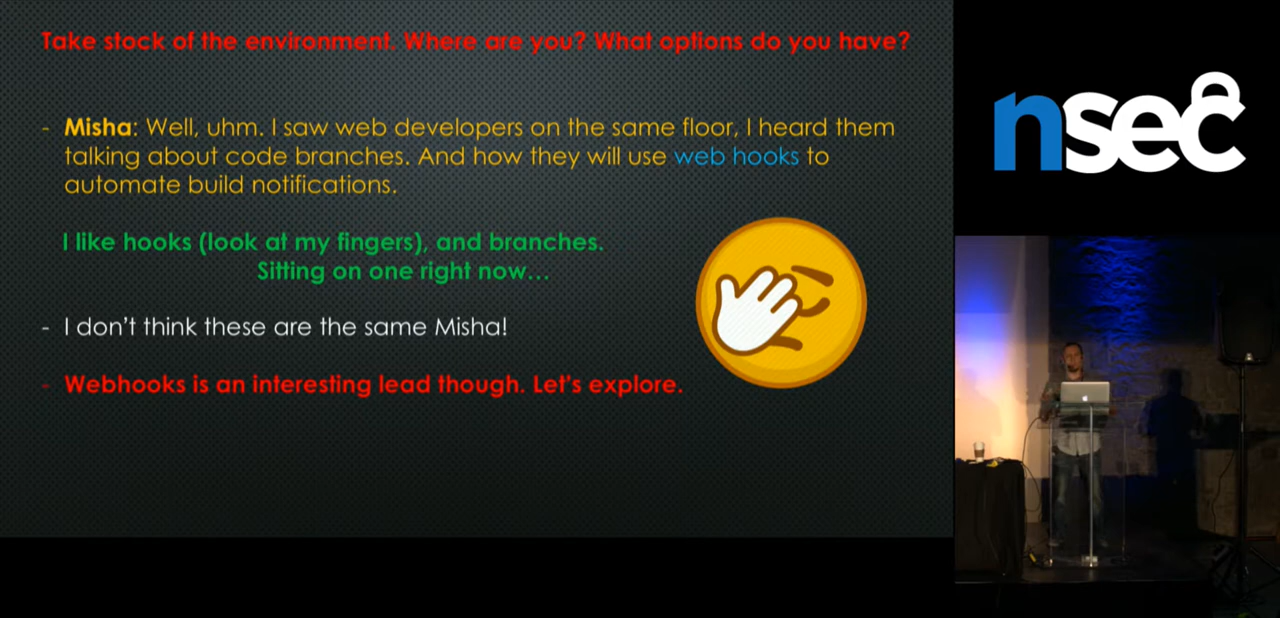 Take stock of the environment. Where are you? What options do you have?
- Misha: Well, uhm. I saw web developers on the same floor, I heard them
talking about code branches. And how they will use web hooks to
automate build notifications.
I like hooks (look at my fingers), and branches.
Sitting on one right now...
- I don't think these are the same Misha!
- Webhooks is an interesting lead though. Let's explore.
nsec